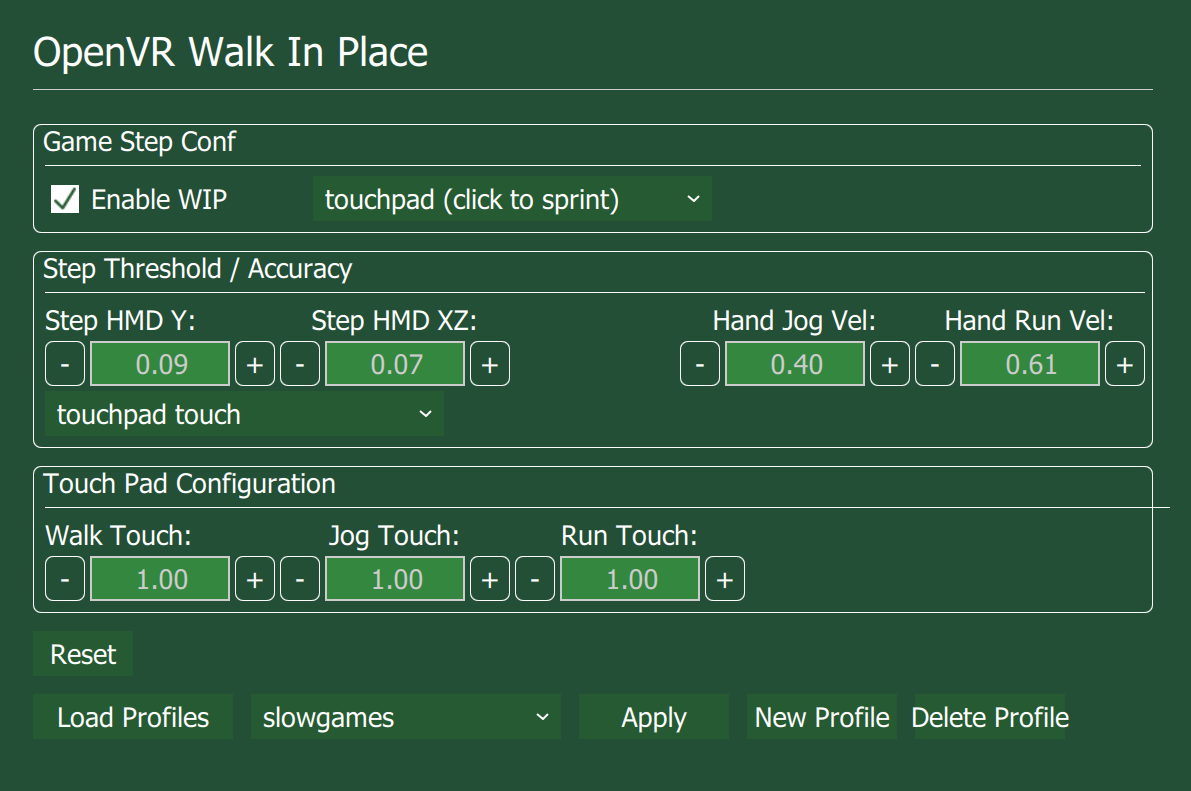 OpenVR Walk In Place
Game Step Conf
Enable WIP touchpad (click to sprint)
Step Threshold / Accuracy
Step HMD Y: Step HMD XZ: Hand Jog Vel: Hand Run Vel:
- 0.09 + - 0.07 + - 0.40 + - 0.61 +
touchpad touch
Touch Pad Configuration
Walk Touch: Jog Touch: Run Touch:
- 1.00 + - 1.00 + - 1.00 +
Reset
Load Profiles slowgames Apply New Profile Delete Profile